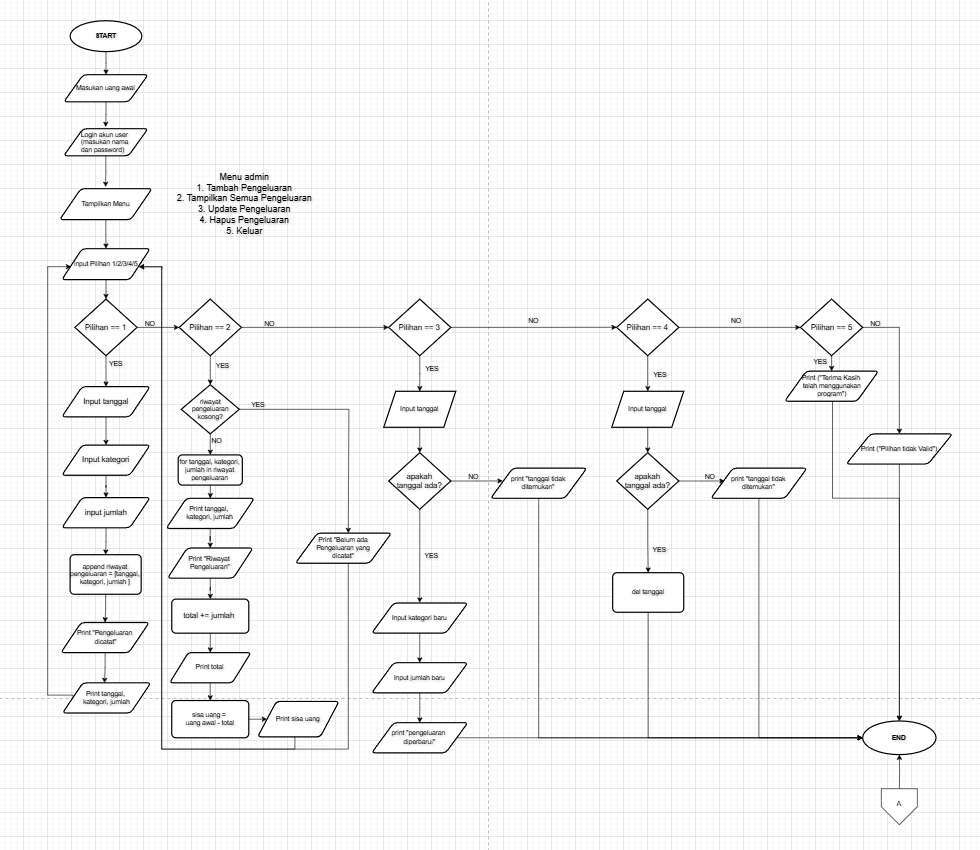 START
Masukan uang awal
Login akun user
(masukan nama
dan password)
Tampilkan Menu
Menu admin
1. Tambah Pengeluaran
2. Tampilkan Semua Pengeluaran
3. Update Pengeluaran
4. Hapus Pengeluaran
5. Keluar
Input Pilihan 1/2/3/4/5
Pilihan == 1
NO
Pilihan == 2
NO
Pilihan == 3
NO
Pilihan == 4
NO
Pilihan == 5
NO
YES
Input tanggal
Input kategori
input jumlah
append riwayat
pengeluaran = [tanggal,
kategori, jumlah ]
Print "Pengeluaran
dicatat"
Print tanggal,
kategori, jumlah
YES
riwayat
pengeluaran
kosong?
YES
NO
for tanggal, kategori,
jumlah in riwayat
pengeluaran
Print tanggal,
kategori, jumlah
Print "Riwayat
Pengeluaran"
total += jumlah
Print total
sisa uang =
uang awal - total
Print sisa uang
Print "Belum ada
Pengeluaran yang
dicatat"
YES
Input tanggal
apakah
tanggal ada?
NO
print "tanggal tidak
ditemukan"
YES
Input kategori baru
Input jumlah baru
print "pengeluaran
diperbarui"
YES
Input tanggal
apakah
tanggal ada?
NO
print "tanggal tidak
ditemukan"
YES
del tanggal
YES
Print ("Terima Kasih
telah menggunakan
program")
Print ("Pilihan tidak Valid")
END
A